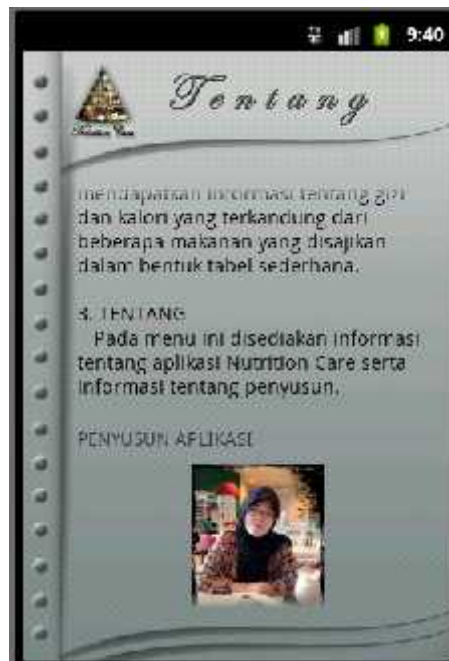 9:40
Tentang
mendapatkan informasi tentang gizi
dan kalori yang terkandung dari
beberapa makanan yang disajikan
dalam bentuk tabel sederhana.
3. TENTANG
Pada menu ini disediakan informasi
tentang aplikasi Nutrition Care serta
informasi tentang penyusun.
PENYUSUN APLIKASI